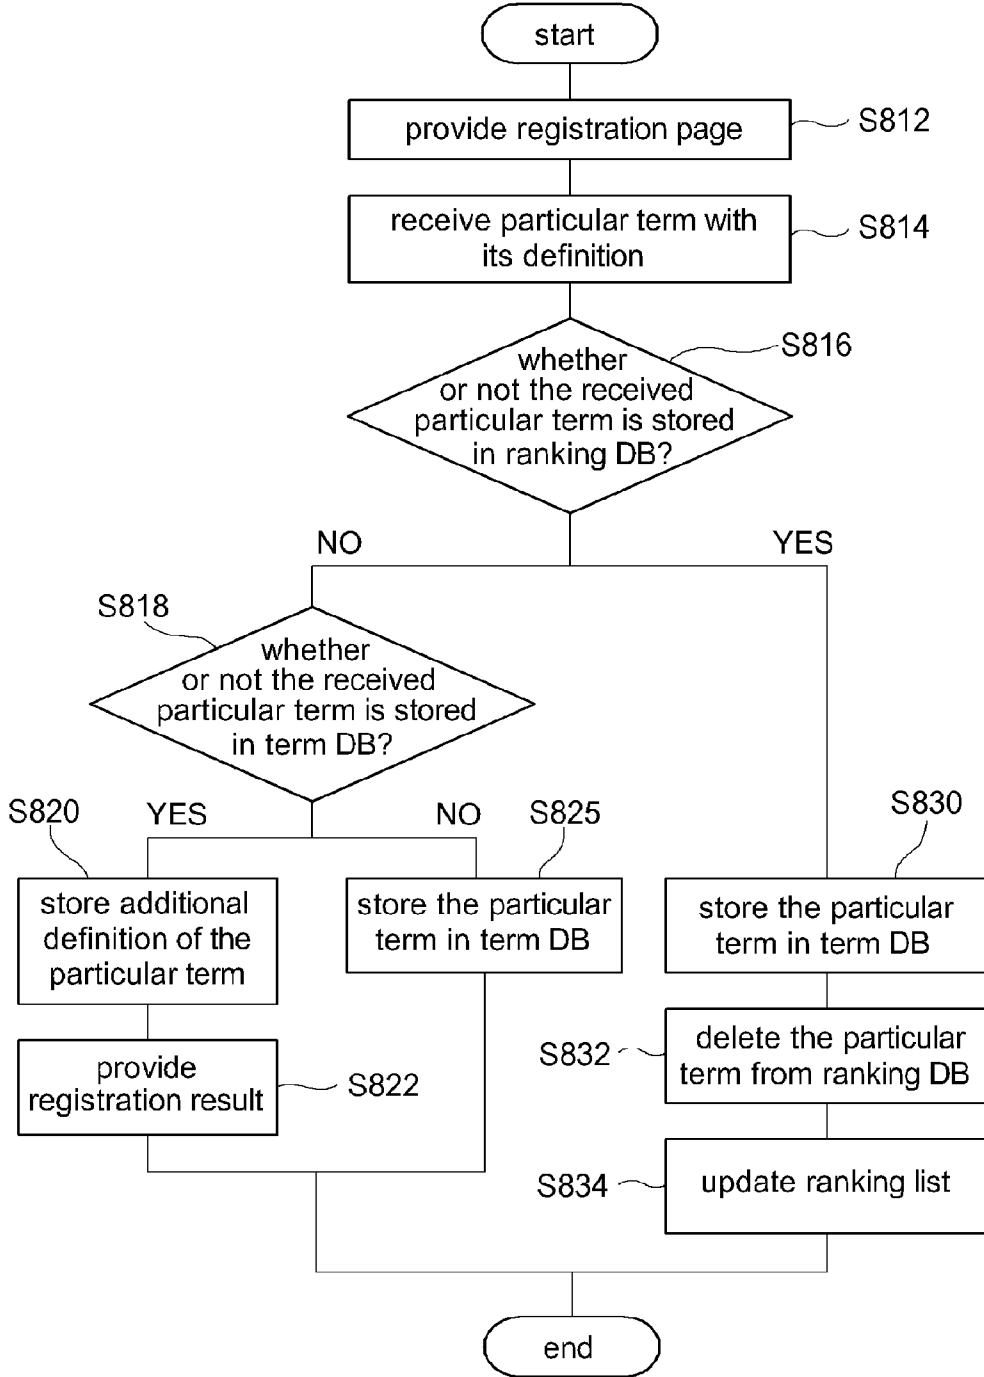 start
provide registration page
S812
receive particular term with
its definition
S814
whether
or not the received
particular term is stored
in ranking DB?
S816
NO
YES
S818
whether
or not the received
particular term is stored
in term DB?
S820
YES
NO
S825
S830
store additional
definition of the
particular term
store the particular
term in term DB
store the particular
term in term DB
provide
registration result
S822
S832
delete the particular
term from ranking DB
S834
update ranking list
end